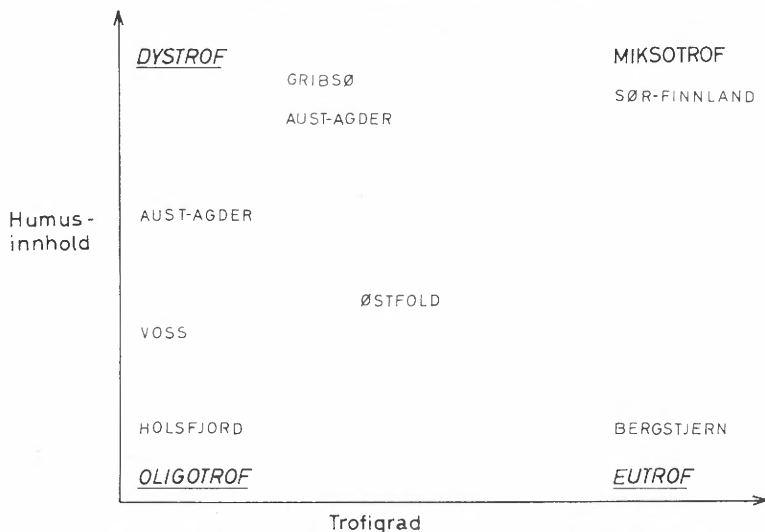 DYSTROF
MIKSOTROF
GRIBSØ
SØR-FINNLAND
AUST-AGDER
Humus-
innhold
AUST-AGDER
ØSTFOLD
VOSS
HOLSFJORD
BERGSTJERN
OLIGOTROF
EUTROF
Trofigrad